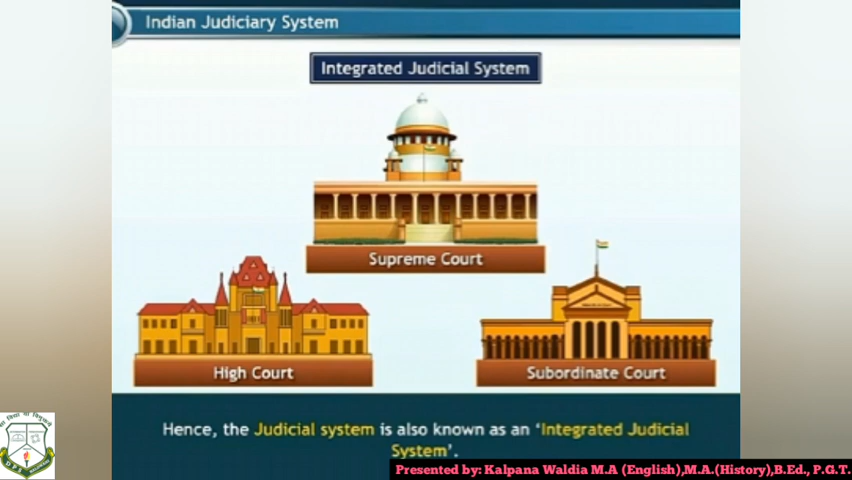 Indian Judiciary System
Integrated Judicial System
Supreme Court
High Court
Subordinate Court
Hence, the Judicial system is also known as an ‘Integrated Judicial
System’.
Presented by: Kalpana Waldia M.A (English),M.A.(History),B.Ed., P.G.T.